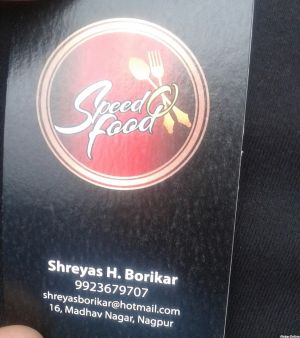 Speed
Food
Shreyas H. Borikar
9923679707
shreyasborikar@hotmail.com
16, Madhav Nagar, Nagpur